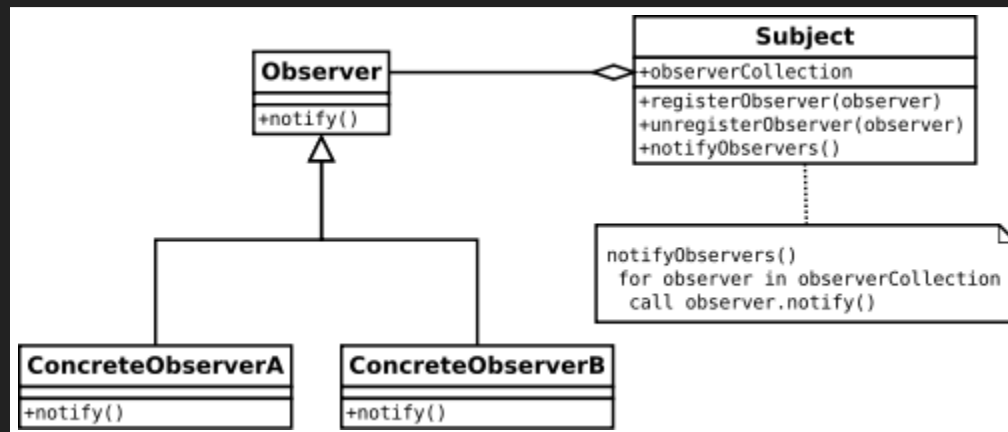 Observer
+notify()
Subject
+observerCollection
+registerObserver(observer)
+unregisterObserver(observer)
+notifyObservers()
notifyObservers()
for observer in observerCollection
call observer.notify()
ConcreteObserverA
+notify()
ConcreteObserverB
+notify()